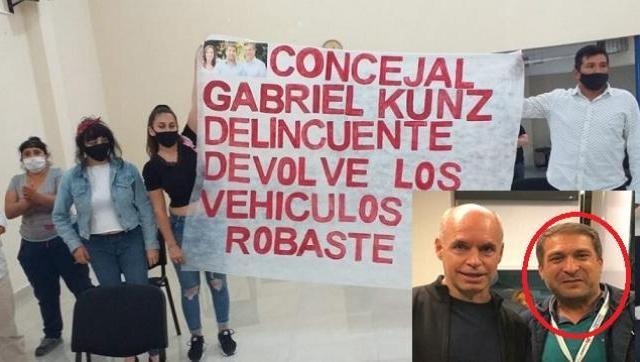 CONCEJAL
GABRIEL KUNZ
DELINCUENTE
DEVOLVE LOS
VEHICULOS
ROBASTE